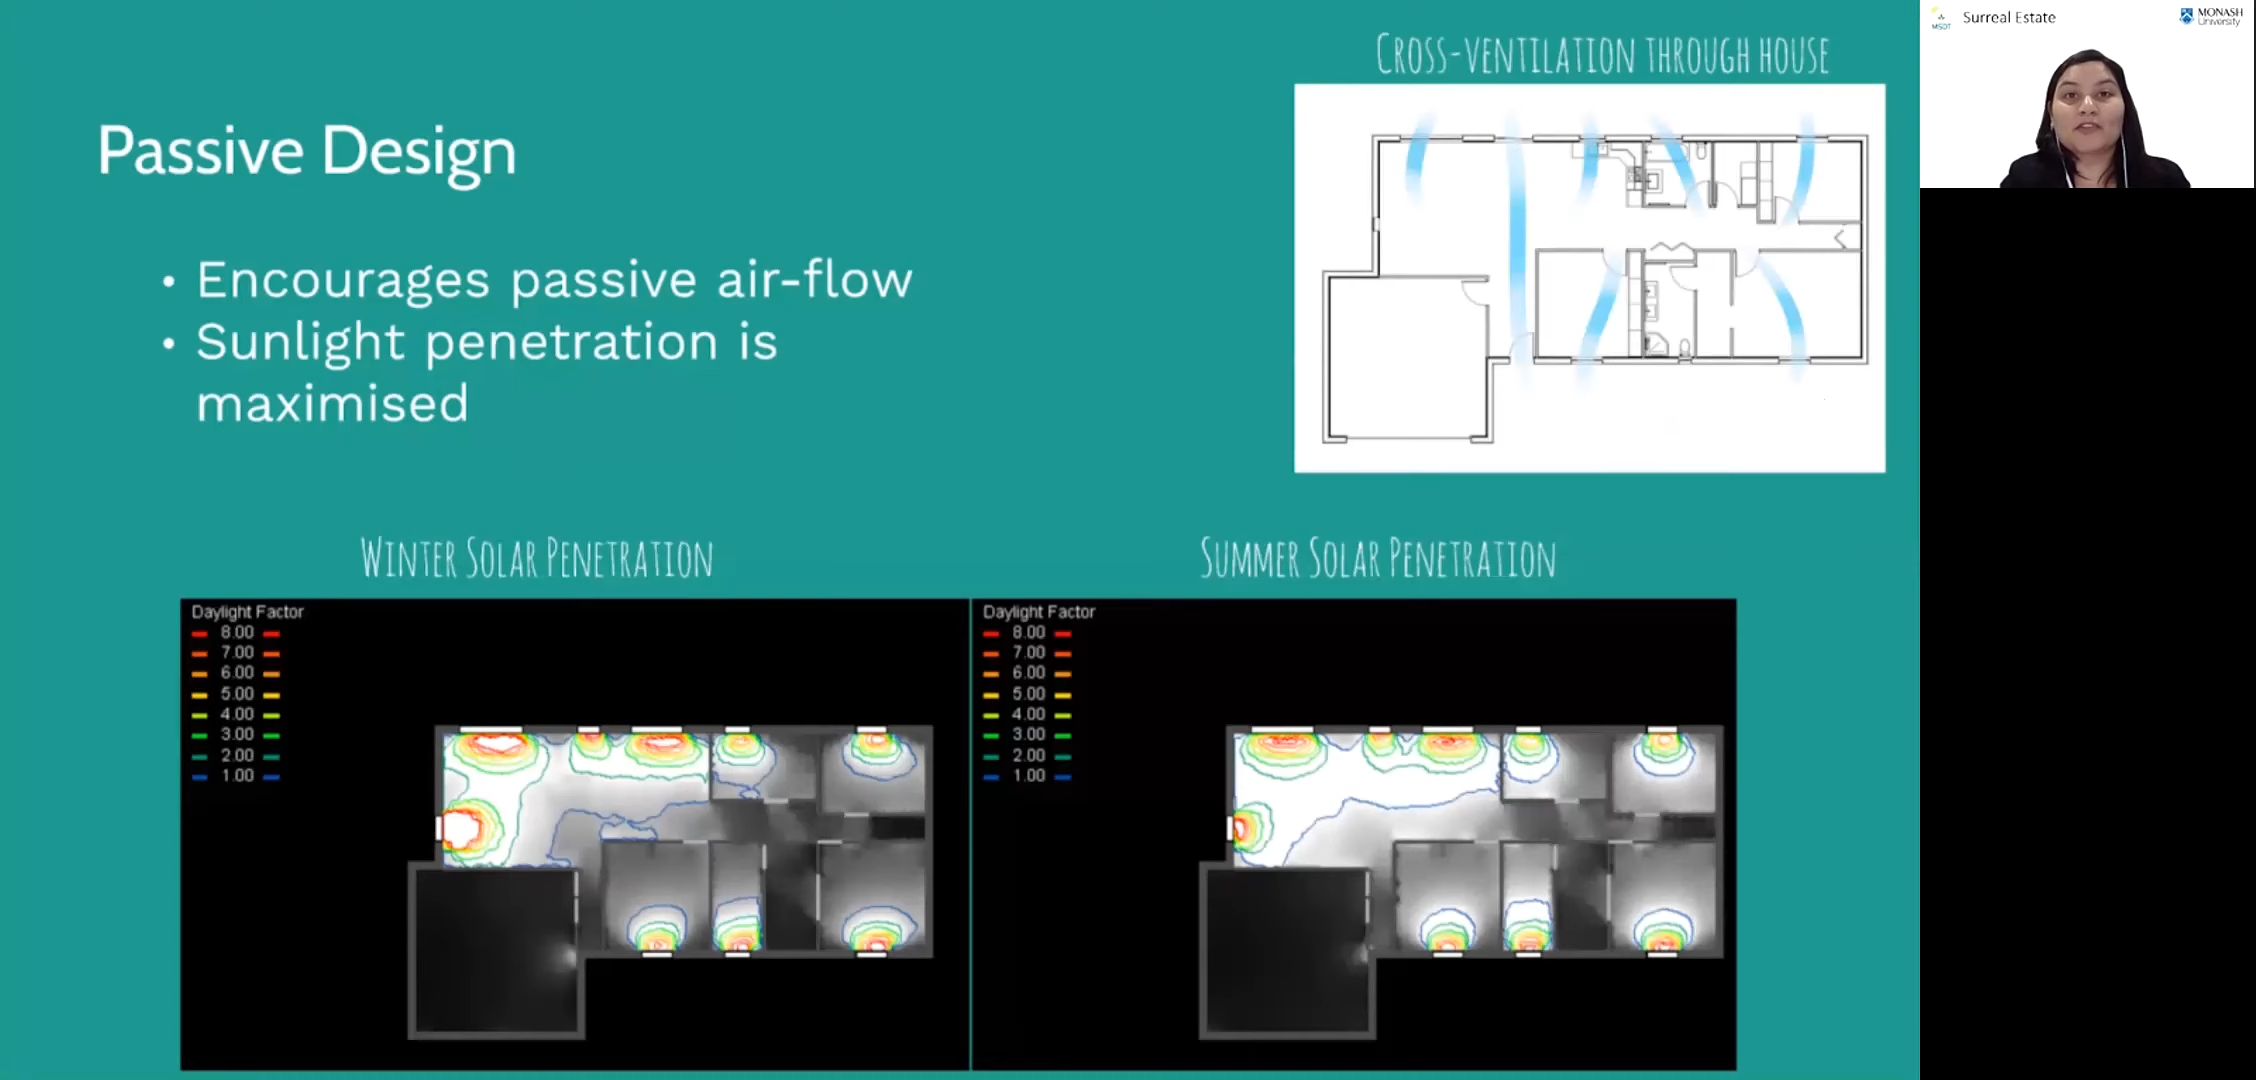 Passive Design
• Encourages passive air-flow
• Sunlight penetration is
maximised
CROSS-VENTILATION THROUGH HOUSE
WINTER SOLAR PENETRATION
Daylight Factor
8.00
7.00
6.00
5.00
4.00
3.00
2.00
1.00
SUMMER SOLAR PENETRATION
Daylight Factor
8.00
7.00
6.00
5.00
4.00
3.00
2.00
1.00
MSDT
Surreal Estate
MONASH
University